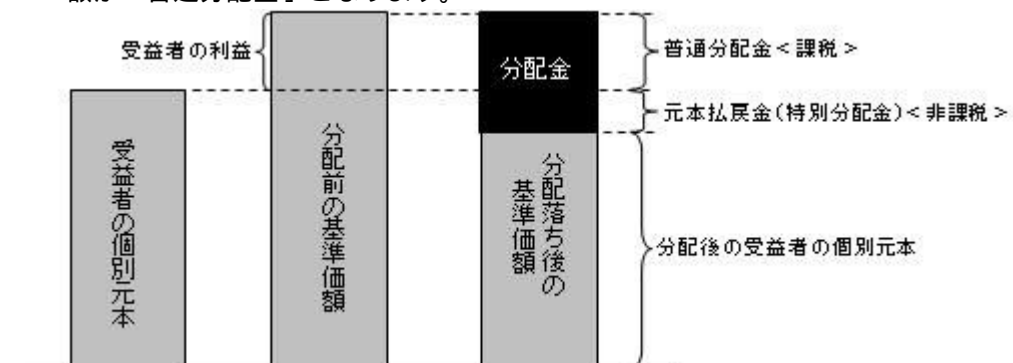 額が「普通分配金」となります。
受益者の利益
分配金
普通分配金<課税>
元本払戻金(特別分配金)<非課税>
受益者の個別元本
分配前の基準価額
分配落ち後の
基準価額
分配後の受益者の個別元本